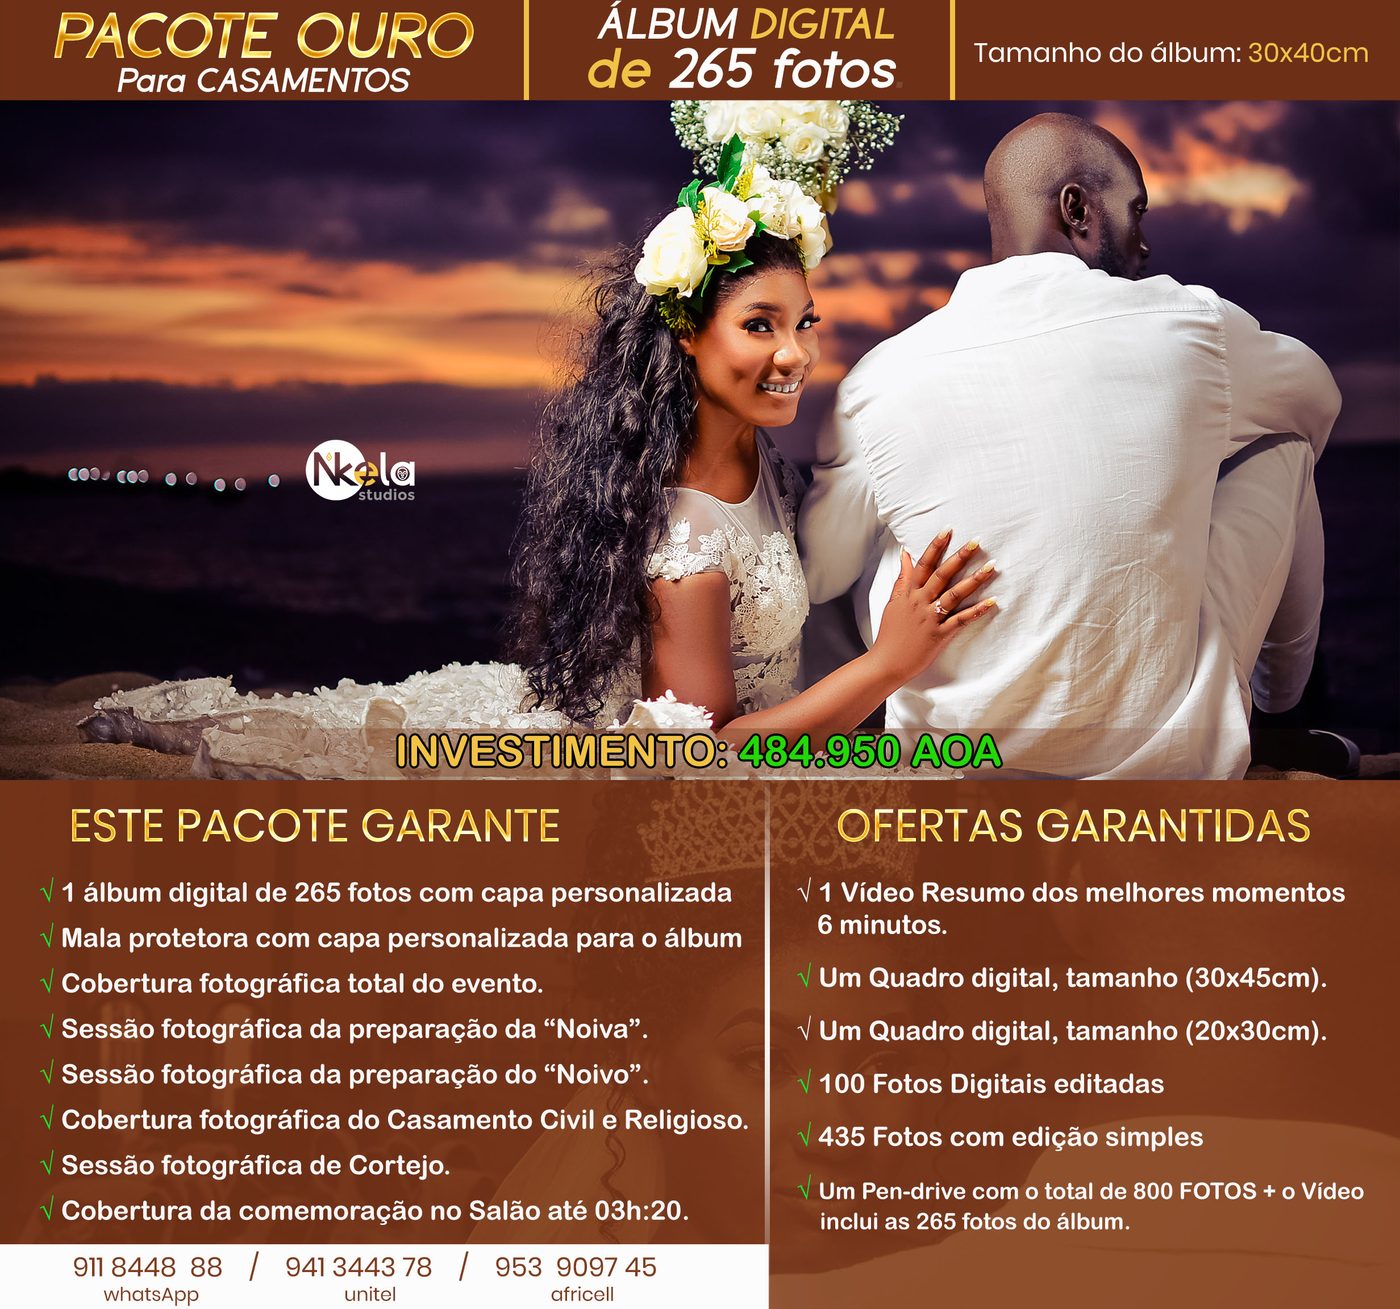 PACOTE OURO
Para CASAMENTOS
ÁLBUM DIGITAL
de 265 fotos.
Tamanho do álbum: 30x40cm
N'kela
studios
INVESTIMENTO: 484.950 AOA
ESTE PACOTE GARANTE
√ 1 álbum digital de 265 fotos com capa personalizada
√ Mala protetora com capa personalizada para o álbum
√ Cobertura fotográfica total do evento.
√ Sessão fotográfica da preparação da “Noiva”.
√ Sessão fotográfica da preparação do “Noivo”.
√ Cobertura fotográfica do Casamento Civil e Religioso.
√ Sessão fotográfica de Cortejo.
√ Cobertura da comemoração no Salão até 03h:20.
OFERTAS GARANTIDAS
√ 1 Vídeo Resumo dos melhores momentos
6 minutos.
√ Um Quadro digital, tamanho (30x45cm).
√ Um Quadro digital, tamanho (20x30cm).
√ 100 Fotos Digitais editadas
√ 435 Fotos com edição simples
√ Um Pen-drive com o total de 800 FOTOS + o Vídeo
inclui as 265 fotos do álbum.
911 8448 88 / 941 3443 78 / 953 9097 45
whatsApp unitel africell